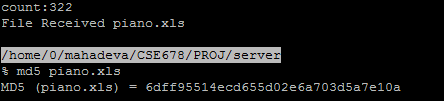 count:322
File Received piano.xls
/home/0/mahadeva/CSE678/PROJ/server
% md5 piano.xls
MD5 (piano.xls) = 6dff95514ecd655d02e6a703d5a7e10a